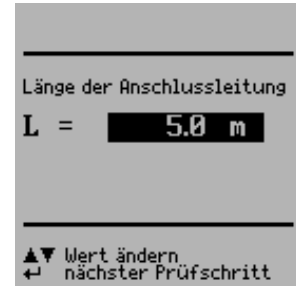 Länge der Anschlussleitung
L = 5.0 m
▲▼ Wert ändern
↵ nächster Prüfschritt